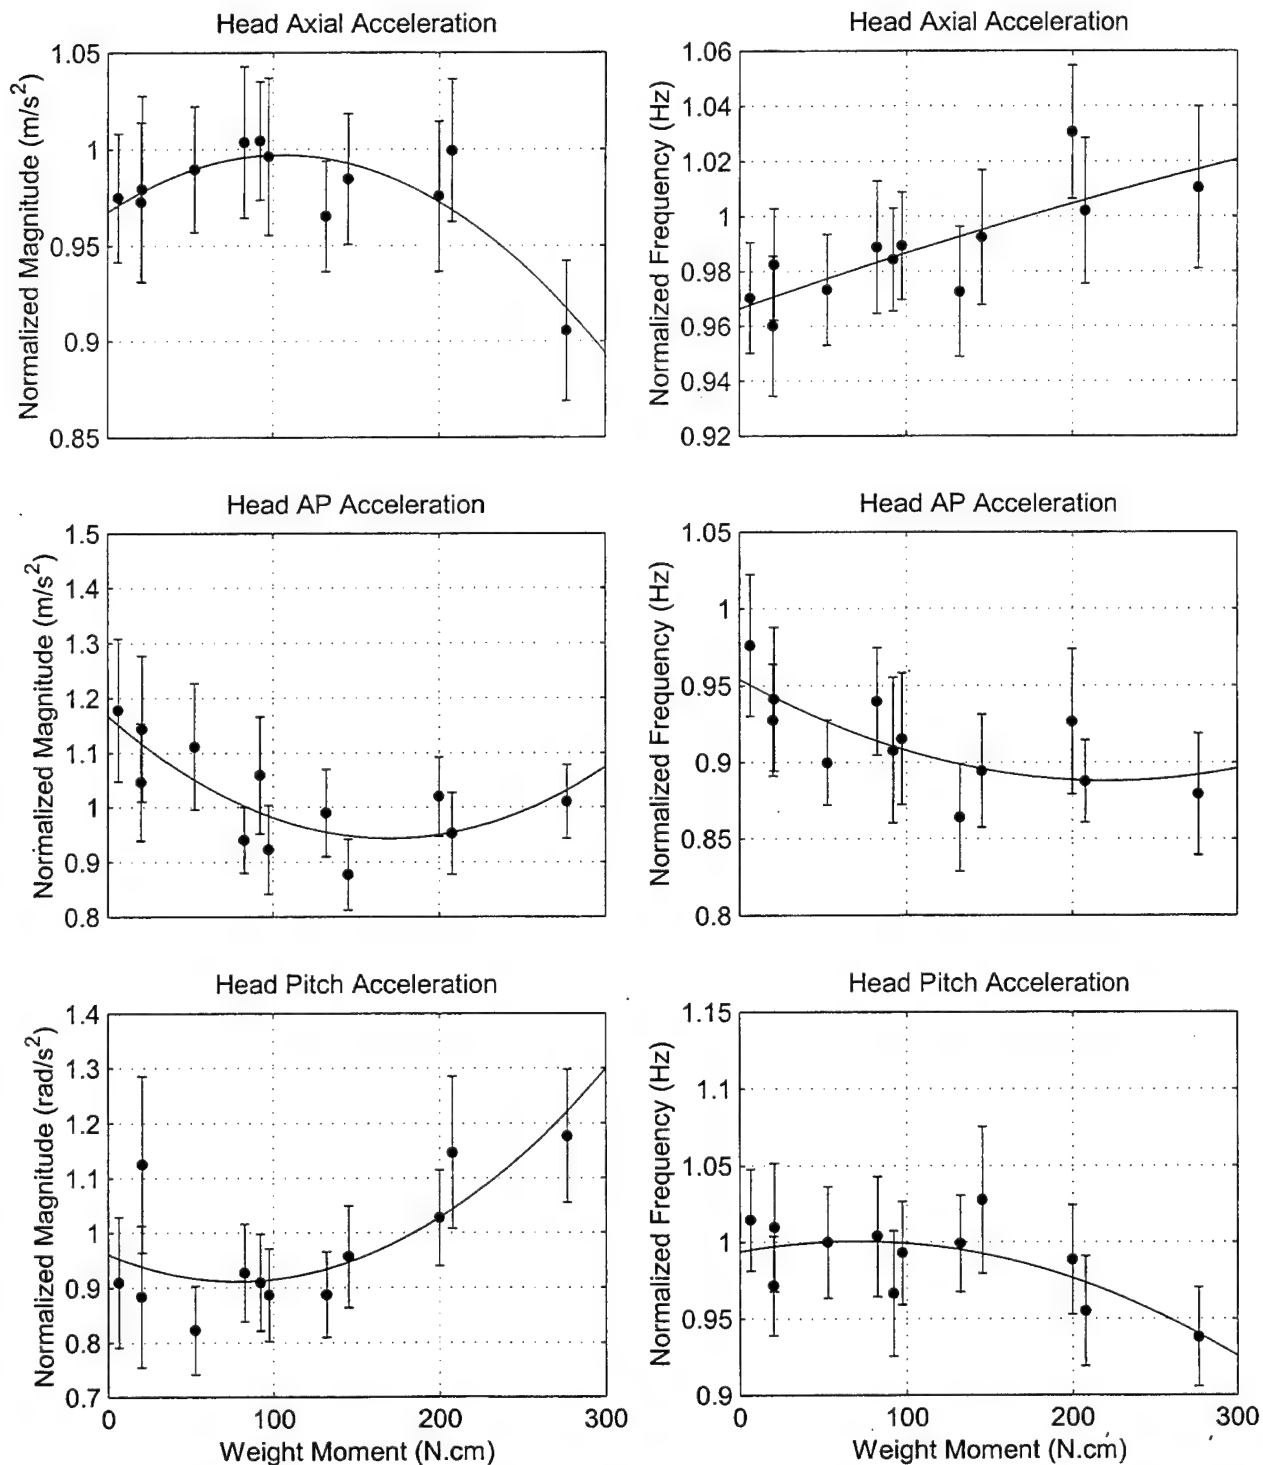 Head Axial Acceleration
Normalized Magnitude (m/s²)
1.05
1
0.95
0.9
0.85
Head Axial Acceleration
Normalized Frequency (Hz)
1.06
1.04
1.02
1
0.98
0.96
0.94
0.92
Head AP Acceleration
Normalized Magnitude (m/s²)
1.5
1.4
1.3
1.2
1.1
1
0.9
0.8
Head AP Acceleration
Normalized Frequency (Hz)
1.05
1
0.95
0.9
0.85
0.8
Head Pitch Acceleration
Normalized Magnitude (rad/s²)
1.4
1.3
1.2
1.1
1
0.9
0.8
0.7
0 100 200 300
Weight Moment (N.cm)
Head Pitch Acceleration
Normalized Frequency (Hz)
1.15
1.1
1.05
1
0.95
0.9
0 100 200 300
Weight Moment (N.cm)